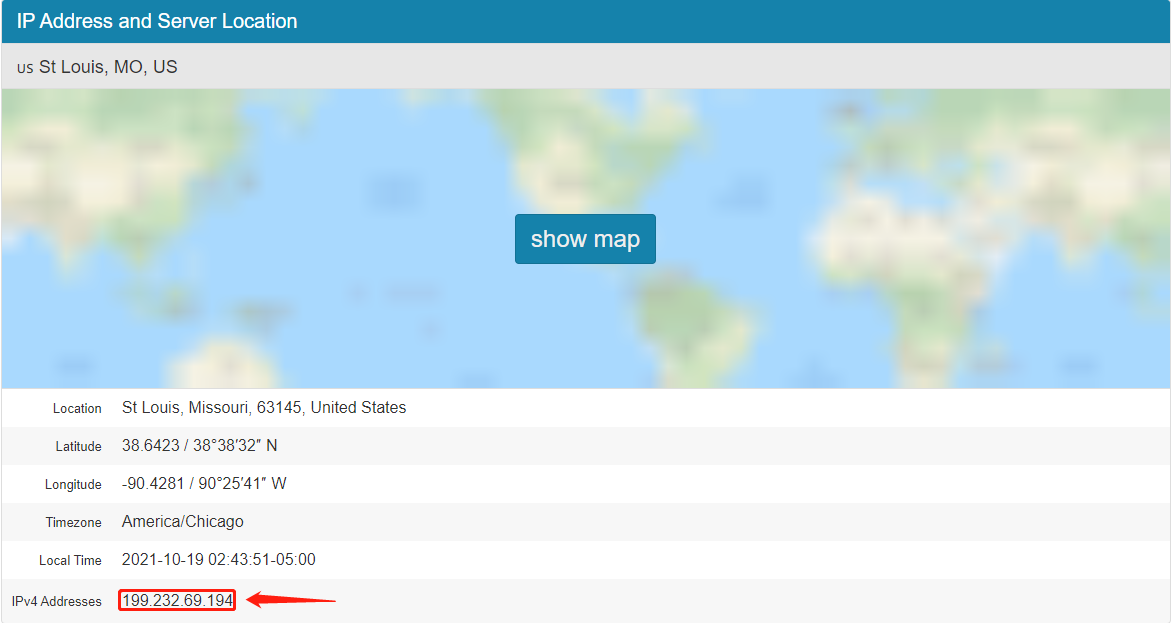 IP Address and Server Location
US St Louis, MO, US
show map
Location St Louis, Missouri, 63145, United States
Latitude 38.6423 / 38°38′32″ N
Longitude -90.4281 / 90°25′41″ W
Timezone America/Chicago
Local Time 2021-10-19 02:43:51-05:00
IPv4 Addresses 199.232.69.194